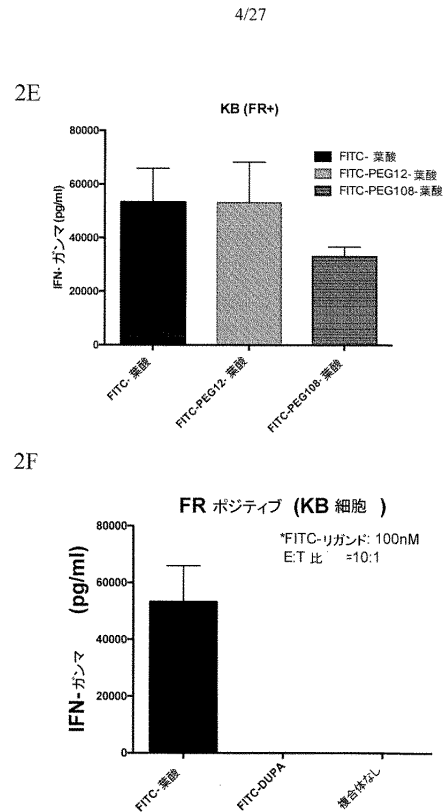 4/27
2E
KB (FR+)
80000
60000
40000
20000
0
IFN-ガンマ (pg/ml)
FITC- 葉酸
FITC-PEG12- 葉酸
FITC-PEG108- 葉酸
FITC- 葉酸
FITC-PEG12- 葉酸
FITC-PEG108- 葉酸
2F
FR ポジティブ (KB 細胞 )
*FITC-リガンド: 100nM
E:T 比 =10:1
80000
60000
40000
20000
0
IFN-ガンマ (pg/ml)
FITC- 葉酸
FITC-DUPA
複合体なし